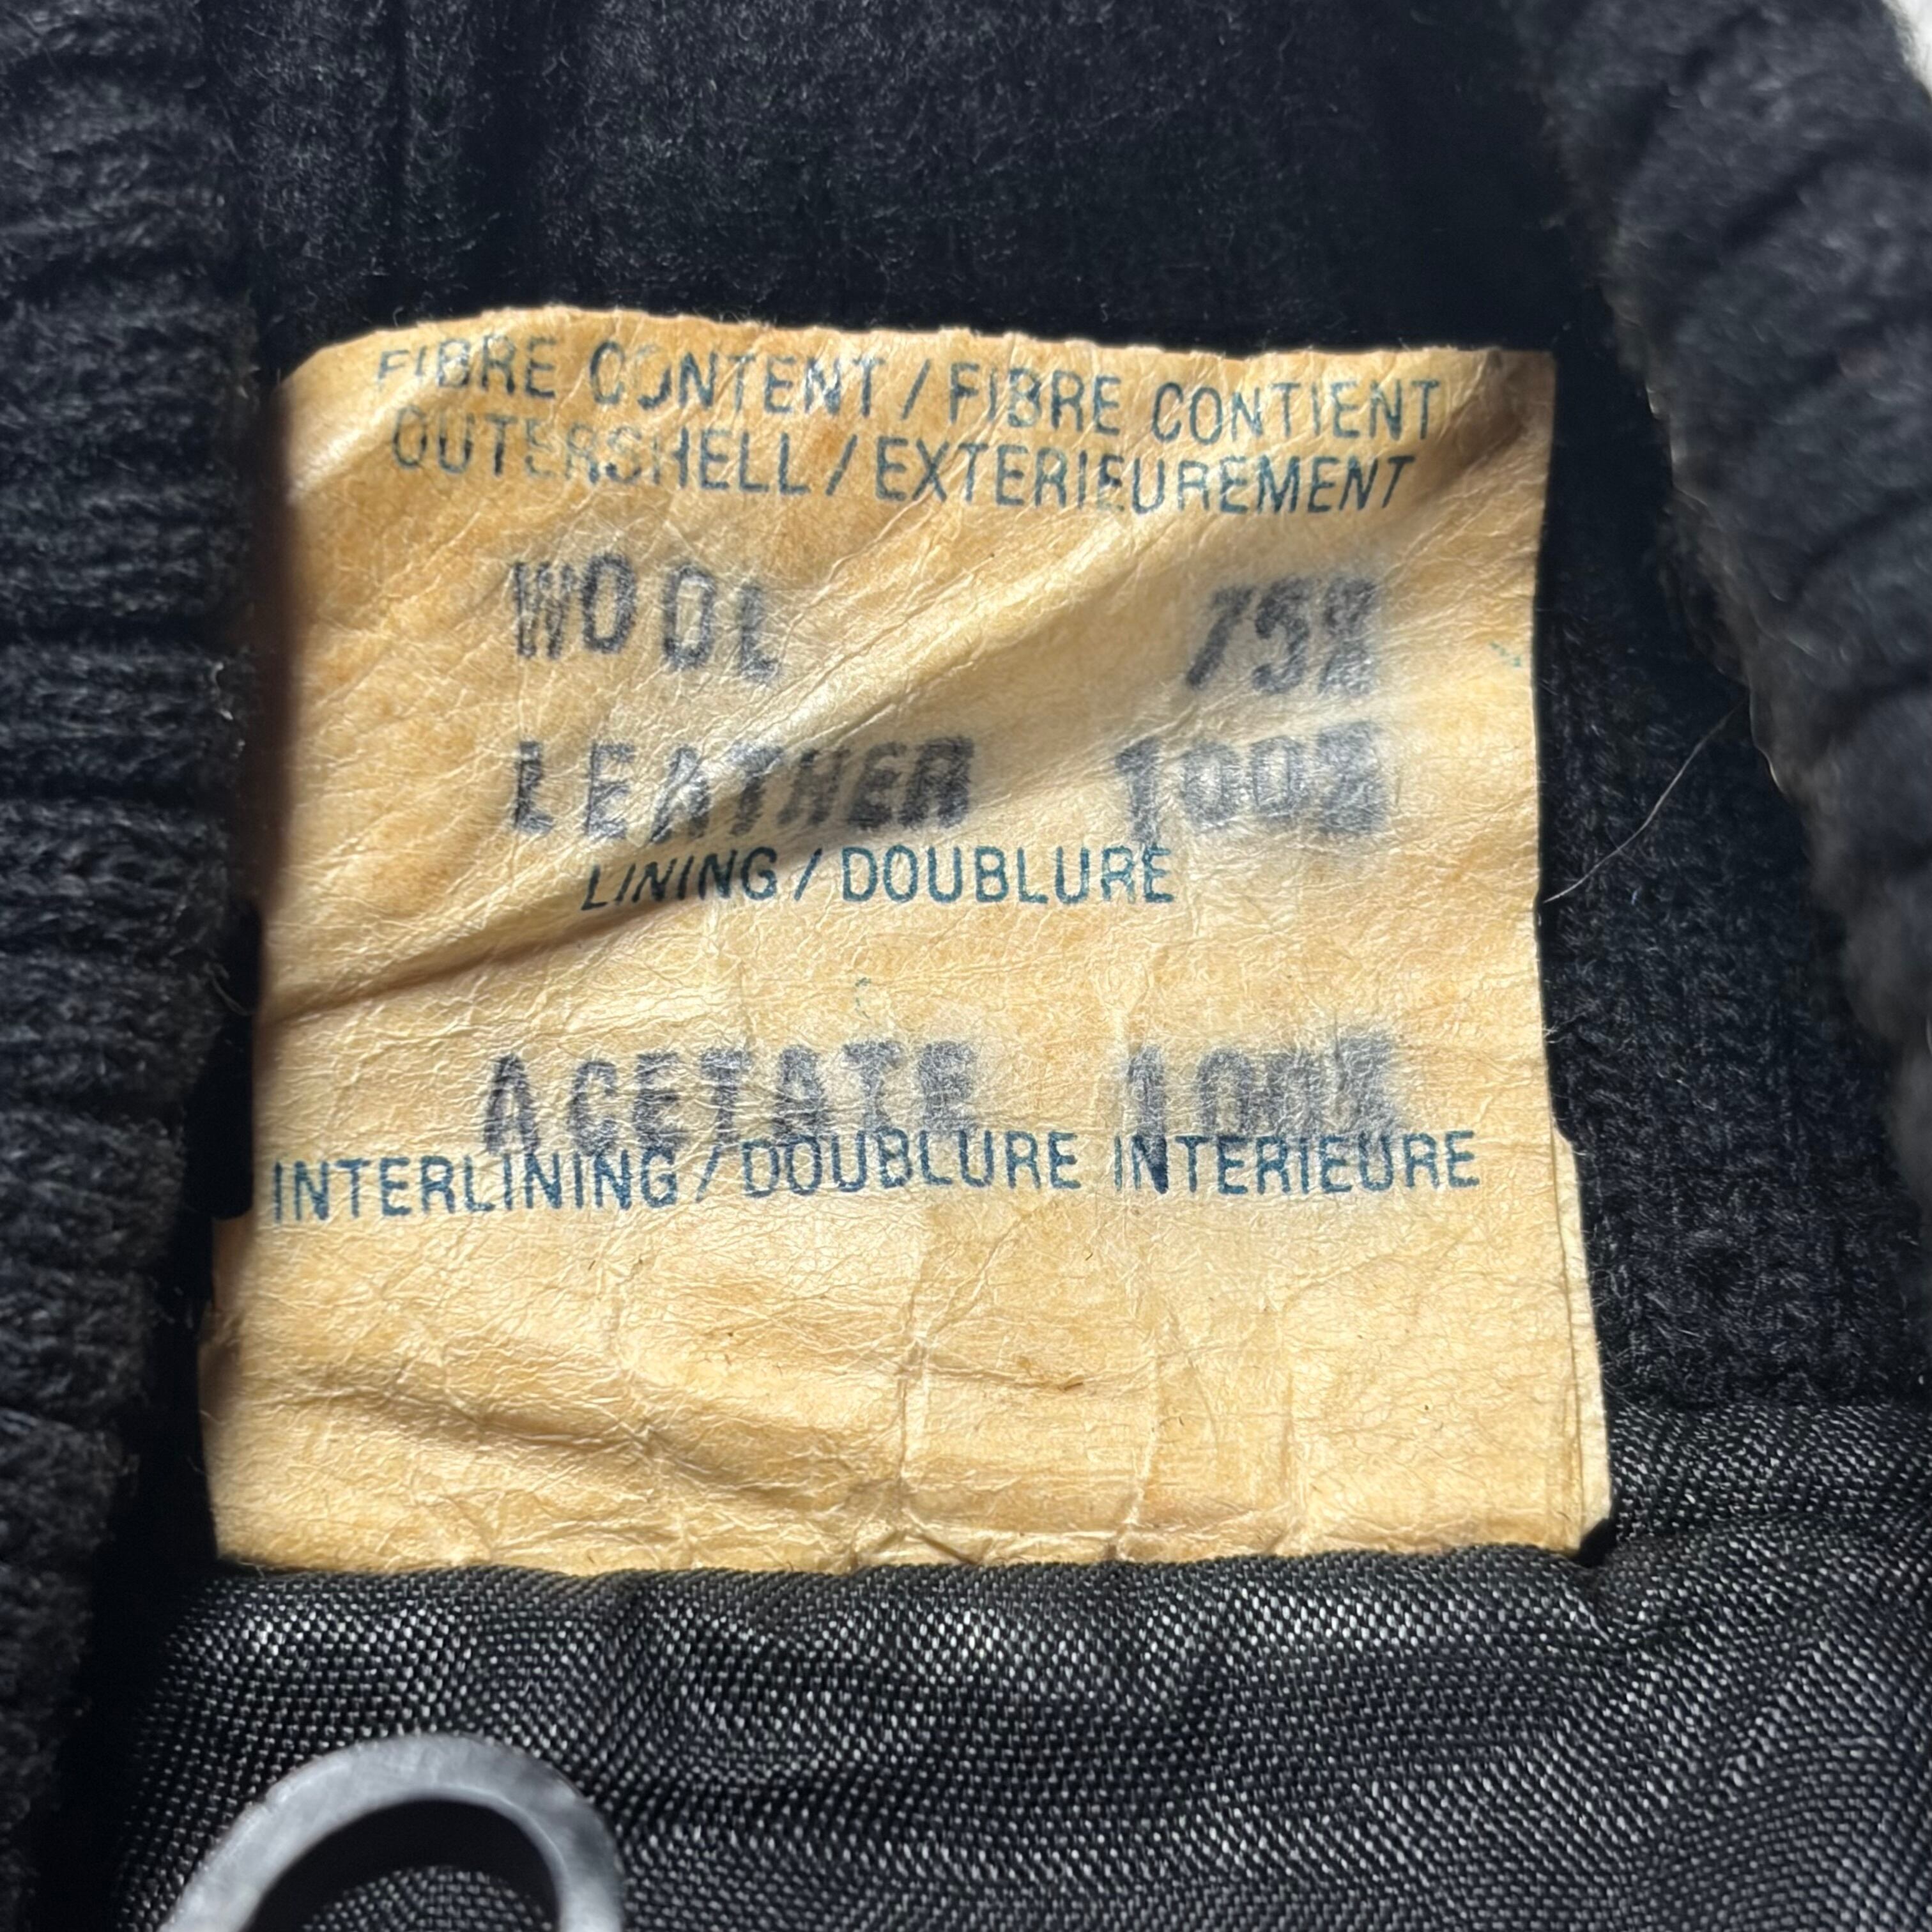 FIBRE CONTENT / FIBRE CONTIENT
OUTERSHELL / EXTERIEUREMENT
WOOL 75%
LEATHER 100%
LINING / DOUBLURE
ACETATE 100%
INTERLINING / DOUBLURE INTERIEURE